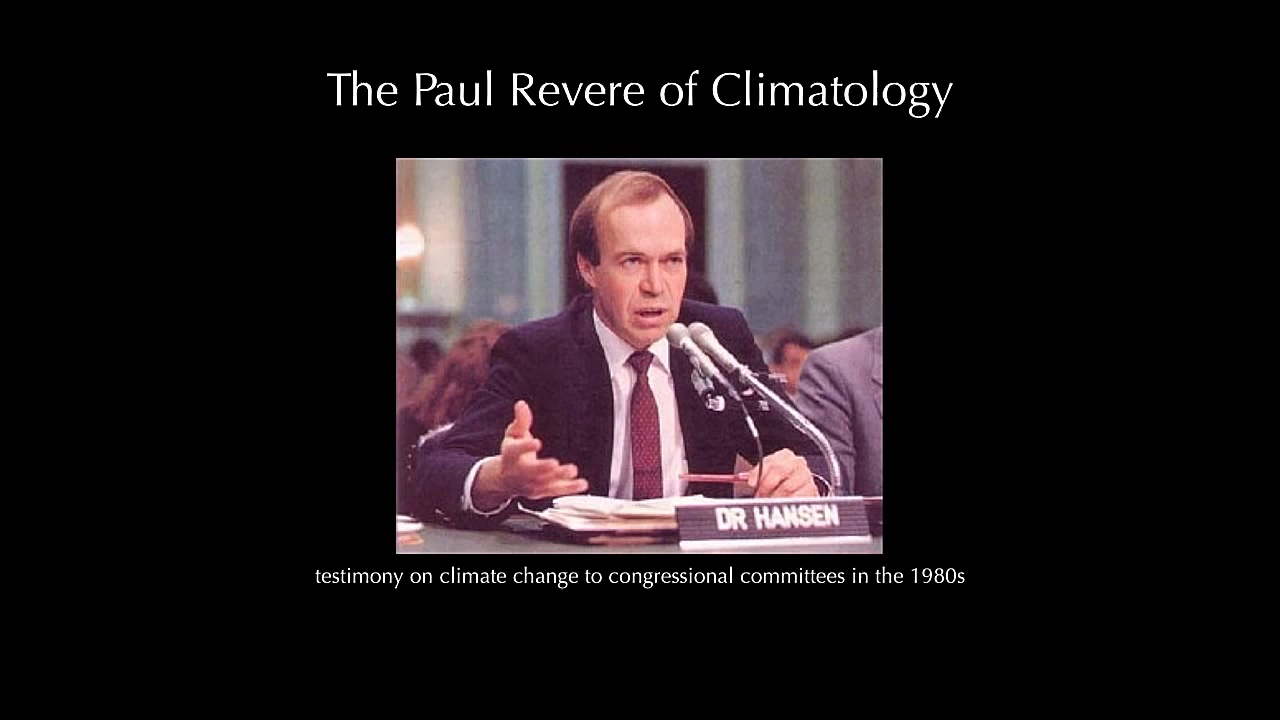 The Paul Revere of Climatology
DR HANSEN
testimony on climate change to congressional committees in the 1980s